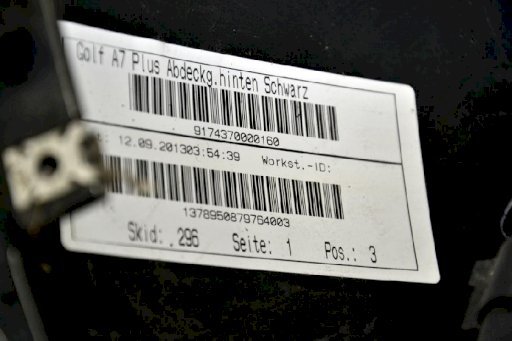 Golf A7 Plus Abdeckg.hinten Schwarz
9174370000160
: 12.09.201303:54:39 Workst.-ID:
1378950879764003
Skid: 296 Seite: 1 Pos.: 3